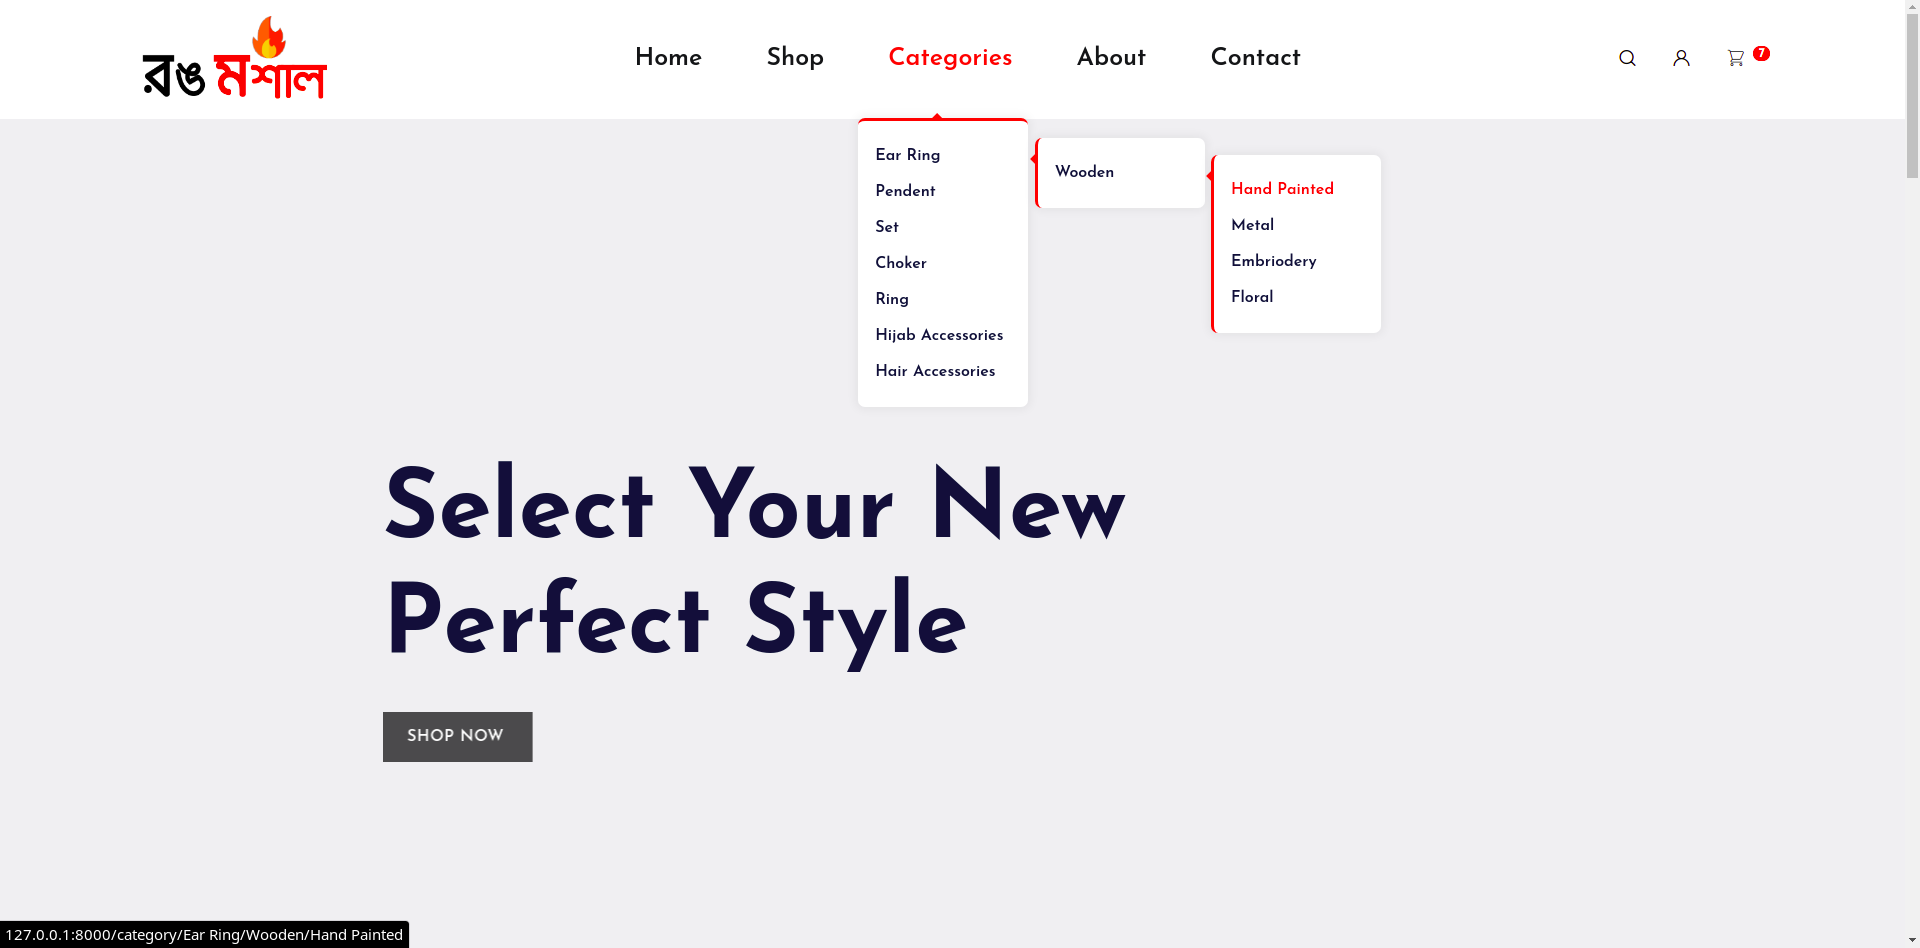 রঙ মশাল
Home
Shop
Categories
About
Contact
7
Ear Ring
Pendent
Set
Choker
Ring
Hijab Accessories
Hair Accessories
Wooden
Hand Painted
Metal
Embriodery
Floral
Select Your New
Perfect Style
SHOP NOW
127.0.0.1:8000/category/Ear Ring/Wooden/Hand Painted